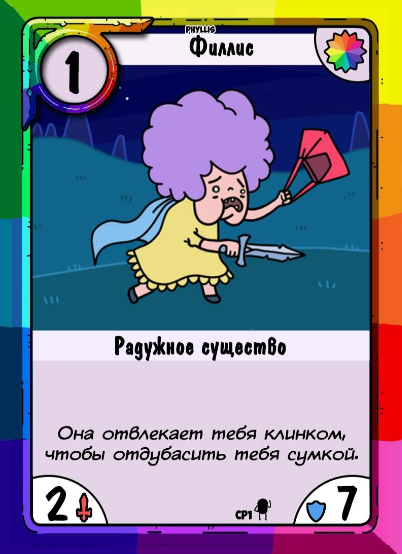 PHYLLIS
Филлис
1
Радужное существо
Она отвлекает тебя клинком,
чтобы отдубасить тебя сумкой.
2
CP1
7